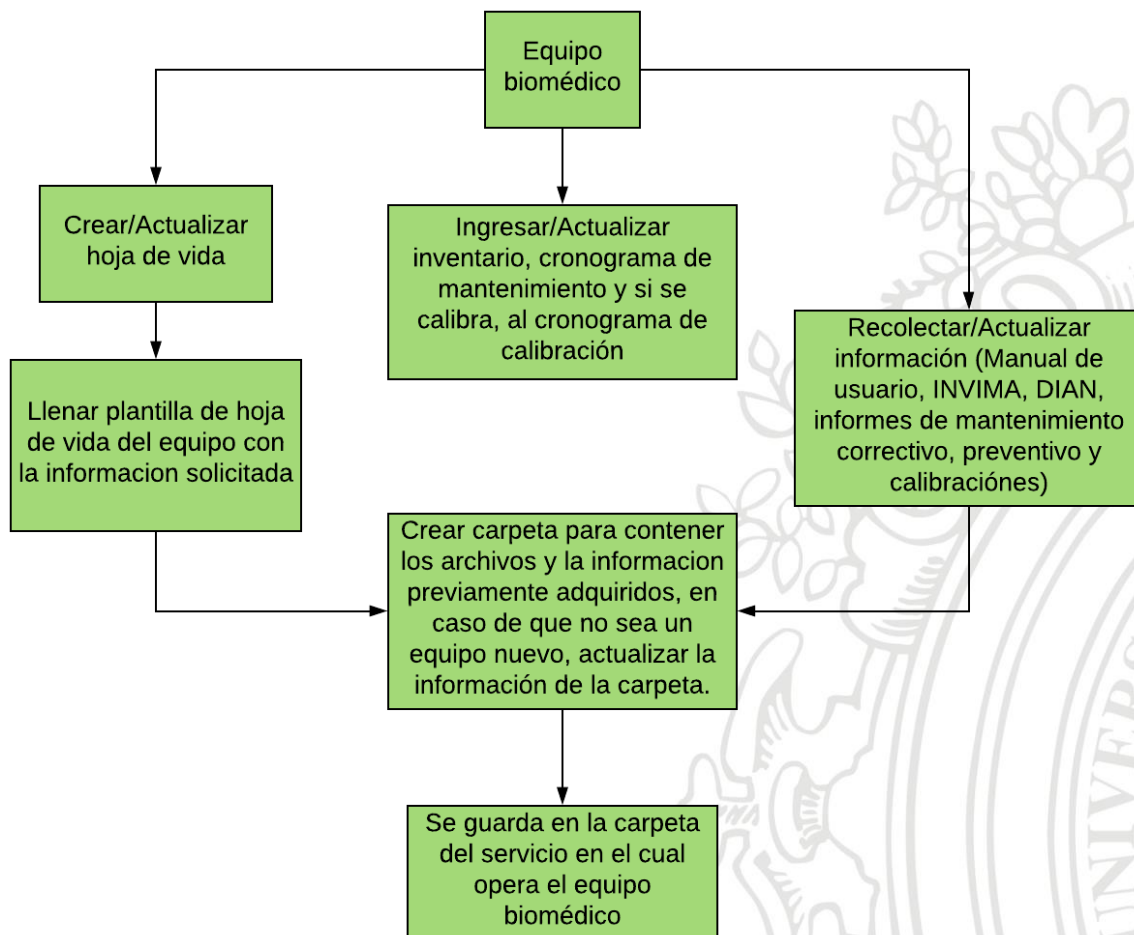 Equipo
biomédico
Crear/Actualizar
hoja de vida
Ingresar/Actualizar
inventario, cronograma de
mantenimiento y si se
calibra, al cronograma de
calibración
Recolectar/Actualizar
información (Manual de
usuario, INVIMA, DIAN,
informes de mantenimiento
correctivo, preventivo y
calibraciónes)
Llenar plantilla de hoja
de vida del equipo con
la informacion solicitada
Crear carpeta para contener
los archivos y la informacion
previamente adquiridos, en
caso de que no sea un
equipo nuevo, actualizar la
información de la carpeta.
Se guarda en la carpeta
del servicio en el cual
opera el equipo
biomédico
UNIVERS